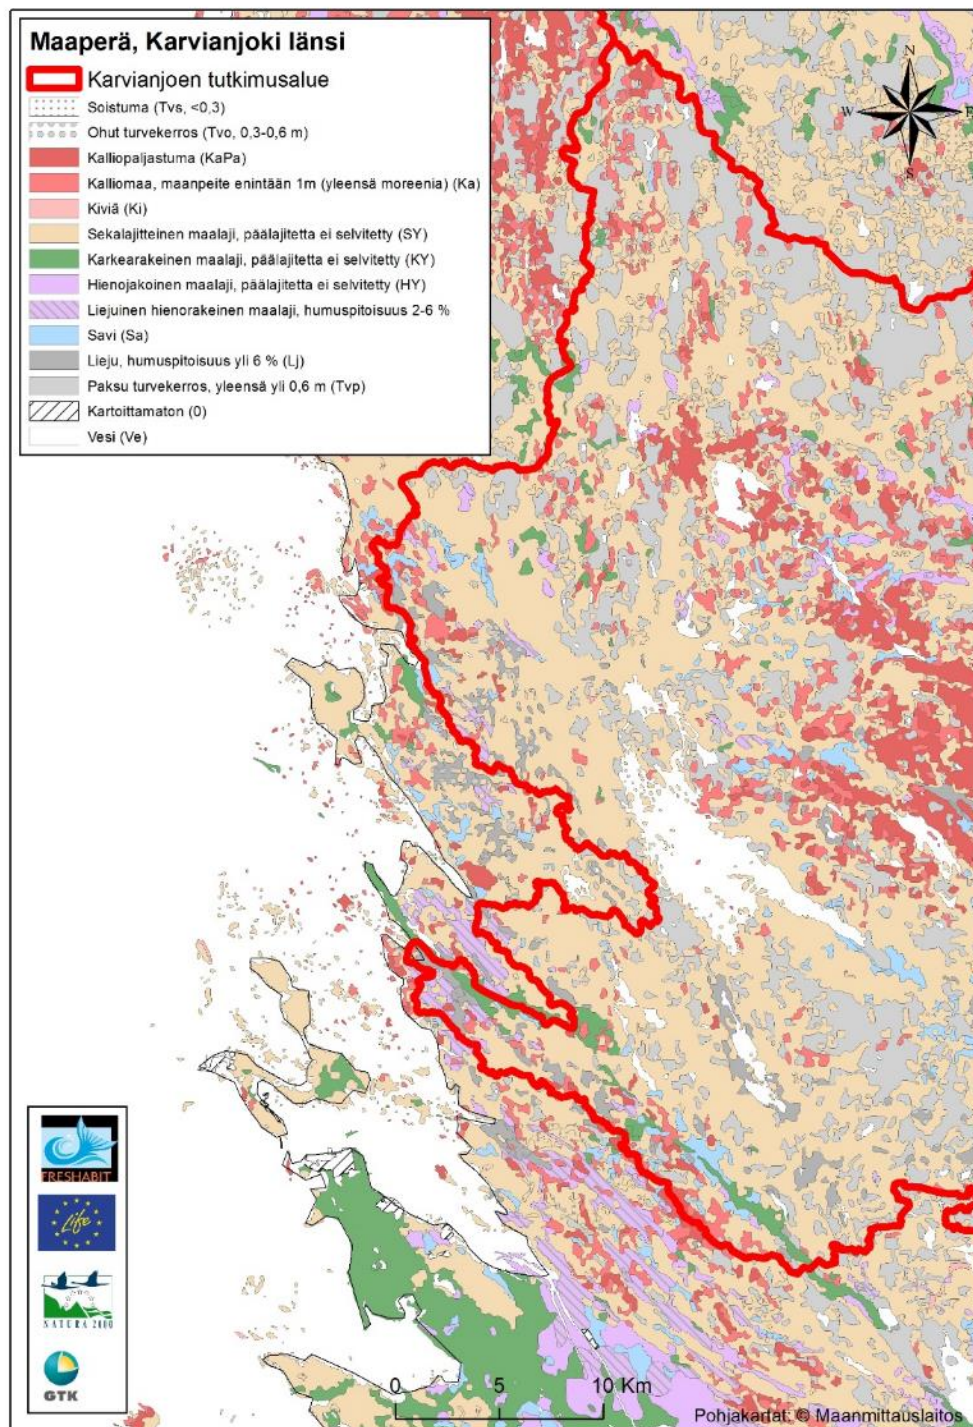 Maaperä, Karvianjoki länsi
Karvianjoen tutkimusalue
Soistuma (Tvs, <0,3)
Ohut turvekerros (Tvo, 0,3-0,6 m)
Kalliopaljastuma (KaPa)
Kalliomaa, maanpeite enintään 1m (yleensä moreenia) (Ka)
Kiviä (Ki)
Sekalajitteinen maalaji, päälajitetta ei selvitetty (SY)
Karkearakeinen maalaji, päälajitetta ei selvitetty (KY)
Hienojakoinen maalaji, päälajitetta ei selvitetty (HY)
Liejuinen hienorakeinen maalaji, humuspitoisuus 2-6 %
Savi (Sa)
Lieju, humuspitoisuus yli 6 % (Lj)
Paksu turvekerros, yleensä yli 0,6 m (Tvp)
Kartoittamaton (0)
Vesi (Ve)
N
W E
S
FRESHABIT
Life
NATURA 2000
GTK
0 5 10 Km
Pohjakartat: © Maanmittauslaitos